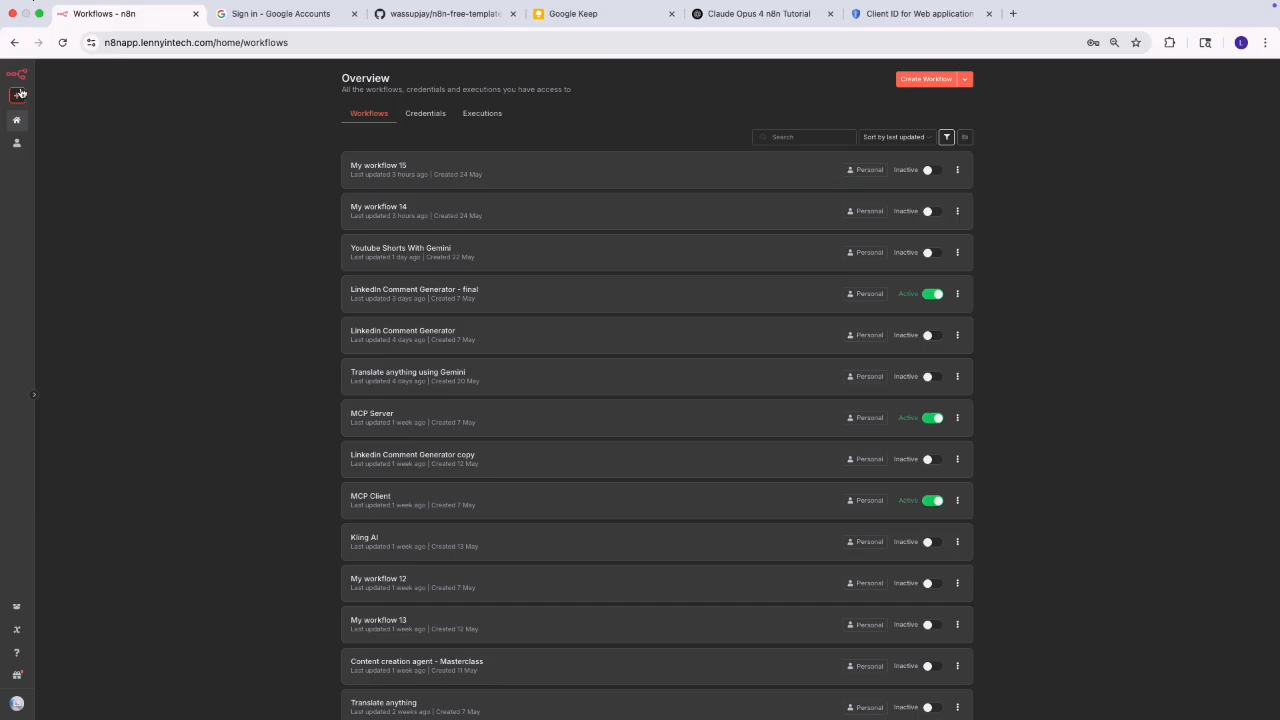 Workflows - n8n
Sign in - Google Accounts
wassupjay/n8n-free-template
Google Keep
Claude Opus 4 n8n Tutorial
Client ID for Web application
n8napp.lennyintech.com/home/workflows
L
Overview
All the workflows, credentials and executions you have access to
Create Workflow
Workflows
Credentials
Executions
Search
Sort by last updated
My workflow 15
Last updated 3 hours ago | Created 24 May
Personal
Inactive
My workflow 14
Last updated 3 hours ago | Created 24 May
Personal
Inactive
Youtube Shorts With Gemini
Last updated 1 day ago | Created 22 May
Personal
Inactive
LinkedIn Comment Generator - final
Last updated 3 days ago | Created 7 May
Personal
Active
Linkedin Comment Generator
Last updated 4 days ago | Created 7 May
Personal
Inactive
Translate anything using Gemini
Last updated 4 days ago | Created 20 May
Personal
Inactive
MCP Server
Last updated 1 week ago | Created 7 May
Personal
Active
Linkedin Comment Generator copy
Last updated 1 week ago | Created 12 May
Personal
Inactive
MCP Client
Last updated 1 week ago | Created 7 May
Personal
Active
Kling AI
Last updated 1 week ago | Created 13 May
Personal
Inactive
My workflow 12
Last updated 1 week ago | Created 7 May
Personal
Inactive
My workflow 13
Last updated 1 week ago | Created 12 May
Personal
Inactive
Content creation agent - Masterclass
Last updated 1 week ago | Created 11 May
Personal
Inactive
Translate anything
Last updated 2 weeks ago | Created 7 May
Personal
Inactive